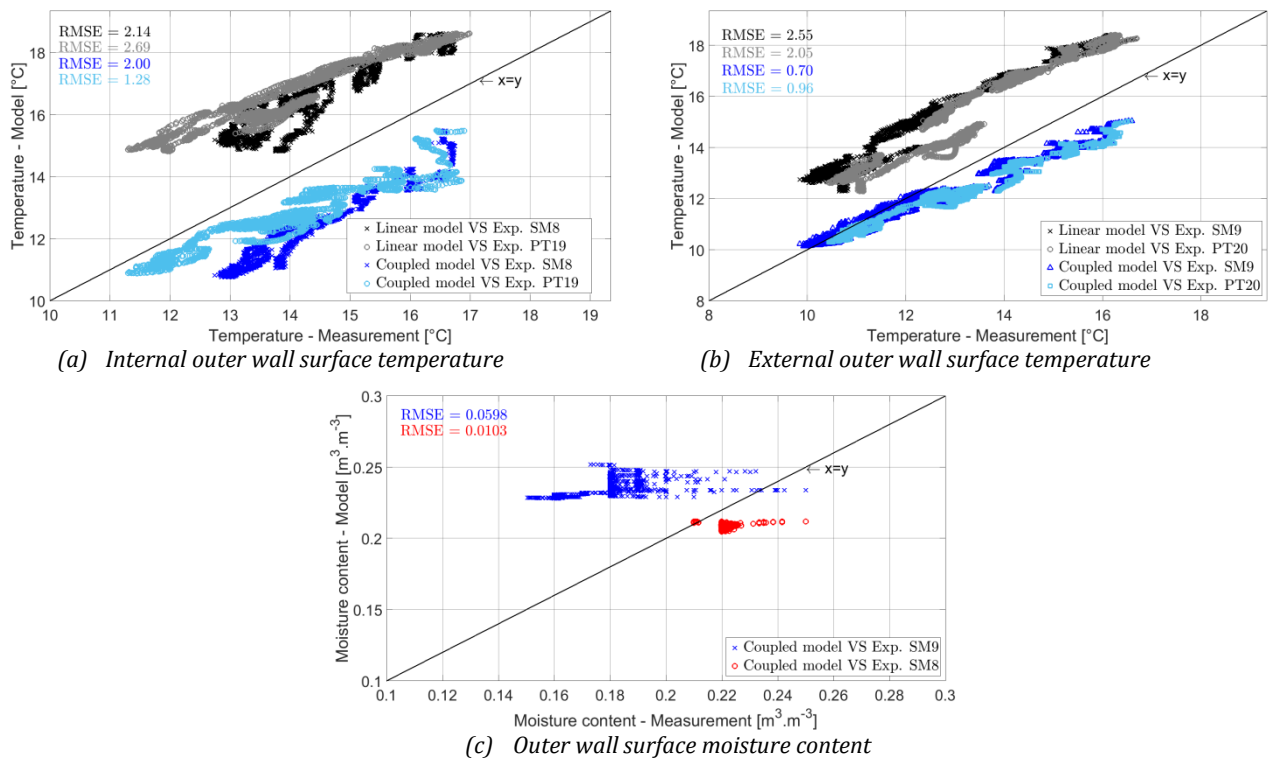 RMSE = 2.14
RMSE = 2.69
RMSE = 2.00
RMSE = 1.28
← x=y
Temperature - Model [°C]
18
16
14
12
10
× Linear model VS Exp. SM8
○ Linear model VS Exp. PT19
× Coupled model VS Exp. SM8
○ Coupled model VS Exp. PT19
10 11 12 13 14 15 16 17 18 19
Temperature - Measurement [°C]
(a) Internal outer wall surface temperature
RMSE = 2.55
RMSE = 2.05
RMSE = 0.70
RMSE = 0.96
← x=y
Temperature - Model [°C]
18
16
14
12
10
8
× Linear model VS Exp. SM9
○ Linear model VS Exp. PT20
△ Coupled model VS Exp. SM9
□ Coupled model VS Exp. PT20
8 10 12 14 16 18
Temperature - Measurement [°C]
(b) External outer wall surface temperature
RMSE = 0.0598
RMSE = 0.0103
← x=y
Moisture content - Model [m³.m⁻³]
0.3
0.25
0.2
0.15
0.1
× Coupled model VS Exp. SM9
○ Coupled model VS Exp. SM8
0.1 0.12 0.14 0.16 0.18 0.2 0.22 0.24 0.26 0.28 0.3
Moisture content - Measurement [m³.m⁻³]
(c) Outer wall surface moisture content